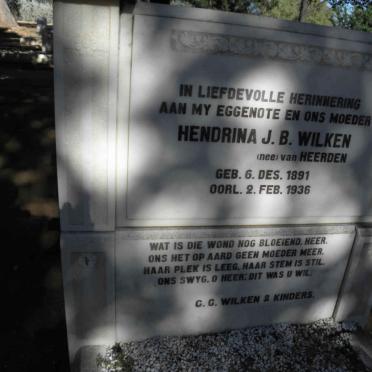 IN LIEFDEVOLLE HERINNERING
AAN MY EGGENOTE EN ONS MOEDER
HENDRINA J. B. WILKEN
(nee) van HEERDEN
GEB. 6. DES. 1891
OORL. 2. FEB. 1936
WAT IS DIE WOND NOG BLOEIEND, HEER.
ONS HET OP AARD GEEN MOEDER MEER.
HAAR PLEK IS LEEG, HAAR STEM IS STIL.
ONS SWYG, O HEER, DIT WAS U WIL.
G. G. WILKEN & KINDERS.